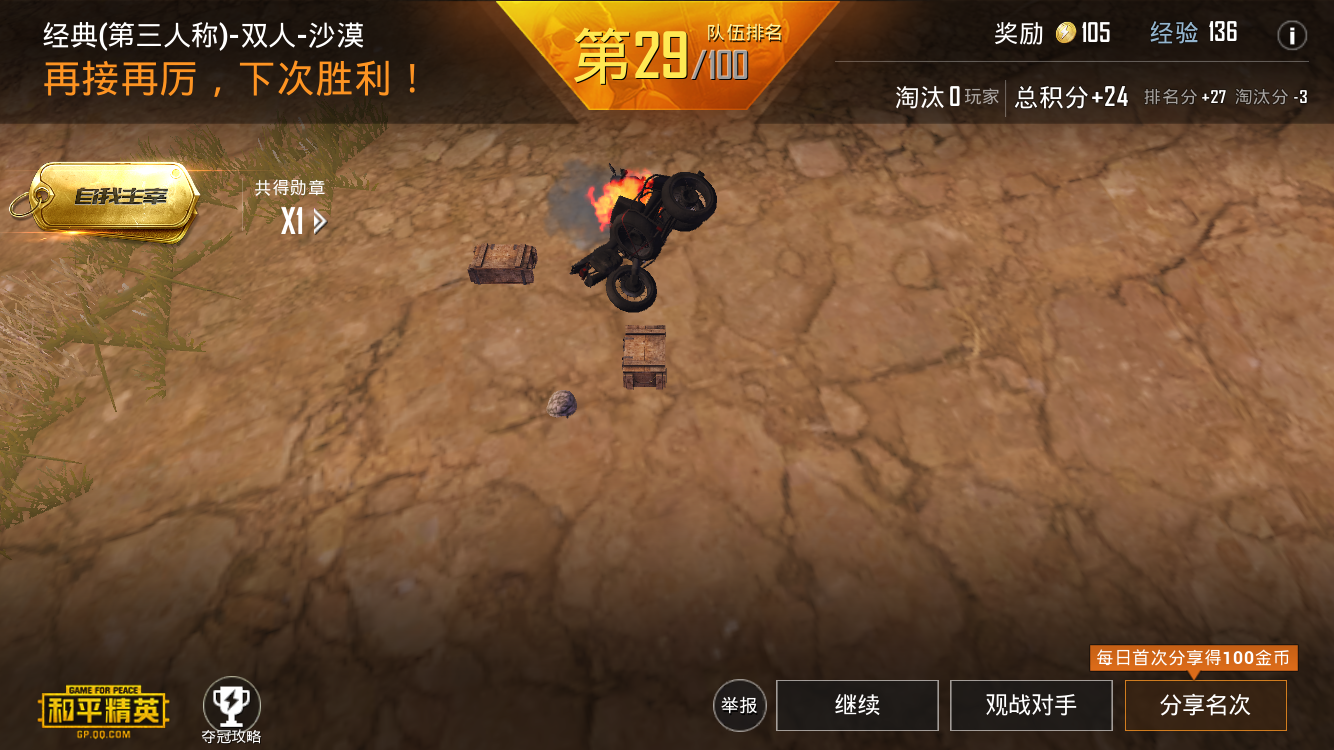 经典(第三人称)-双人-沙漠
再接再厉，下次胜利！
第29/100
队伍排名
奖励 105 经验 136
i
淘汰0玩家 总积分+24 排名分+27 淘汰分-3
自我主宰
共得勋章
X1
每日首次分享得100金币
GAME FOR PEACE
和平精英
GP.QQ.COM
夺冠攻略
举报
继续
观战对手
分享名次